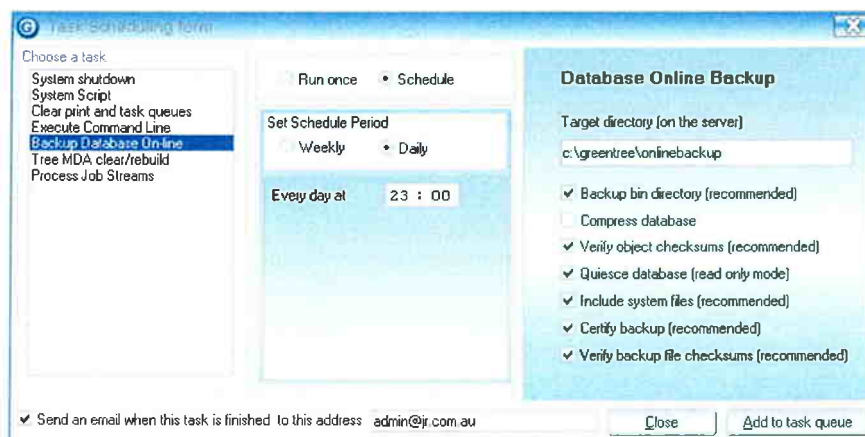 Task Scheduling form
Choose a task
System shutdown
System Script
Clear print and task queues
Execute Command Line
Backup Database On-line
Tree MDA clear/rebuild
Process Job Streams
Run once
Schedule
Set Schedule Period
Weekly
Daily
Every day at 23 : 00
Database Online Backup
Target directory (on the server)
c:\greentree\onlinebackup
Backup bin directory (recommended)
Compress database
Verify object checksums (recommended)
Quiesce database (read only mode)
Include system files (recommended)
Certify backup (recommended)
Verify backup file checksums (recommended)
Send an email when this task is finished to this address admin@jr.com.au
Close
Add to task queue